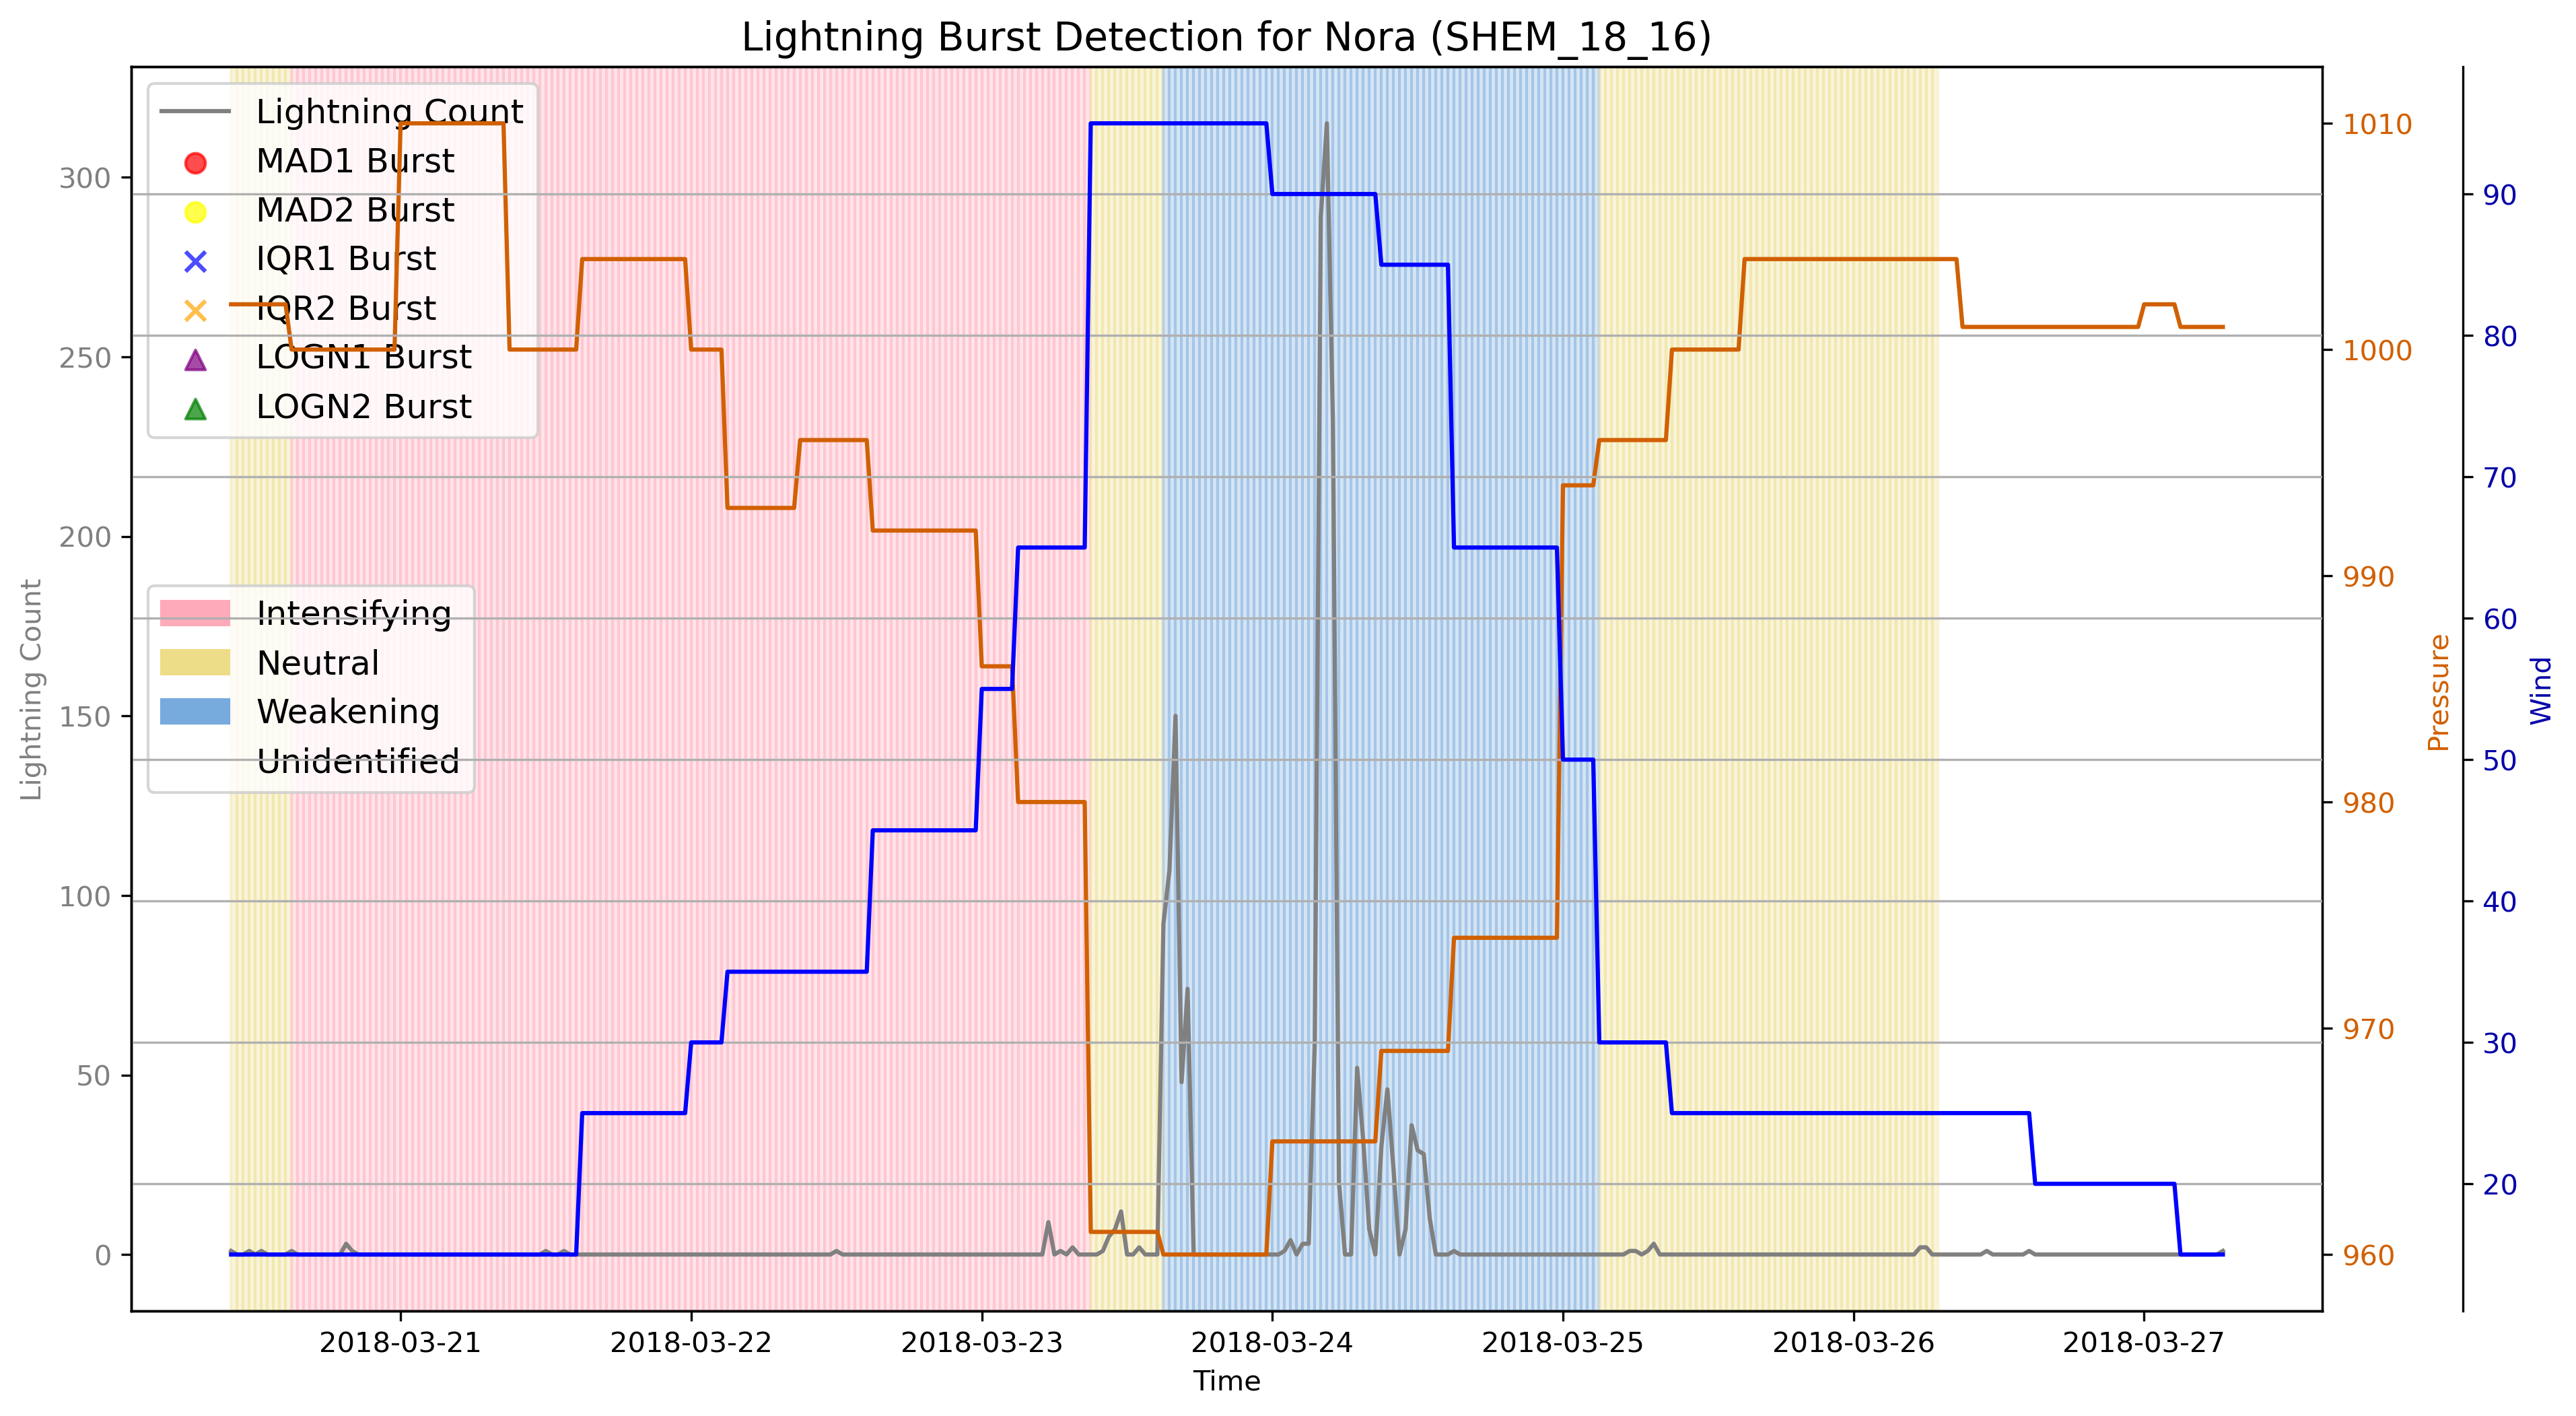 Lightning Burst Detection for Nora (SHEM_18_16)
Lightning Count
MAD1 Burst
MAD2 Burst
IQR1 Burst
IQR2 Burst
LOGN1 Burst
LOGN2 Burst
Intensifying
Neutral
Weakening
Unidentified
Lightning Count
300
250
200
150
100
50
0
1010
1000
990
980
970
960
Pressure
90
80
70
60
50
40
30
20
Wind
2018-03-21
2018-03-22
2018-03-23
2018-03-24
2018-03-25
2018-03-26
2018-03-27
Time